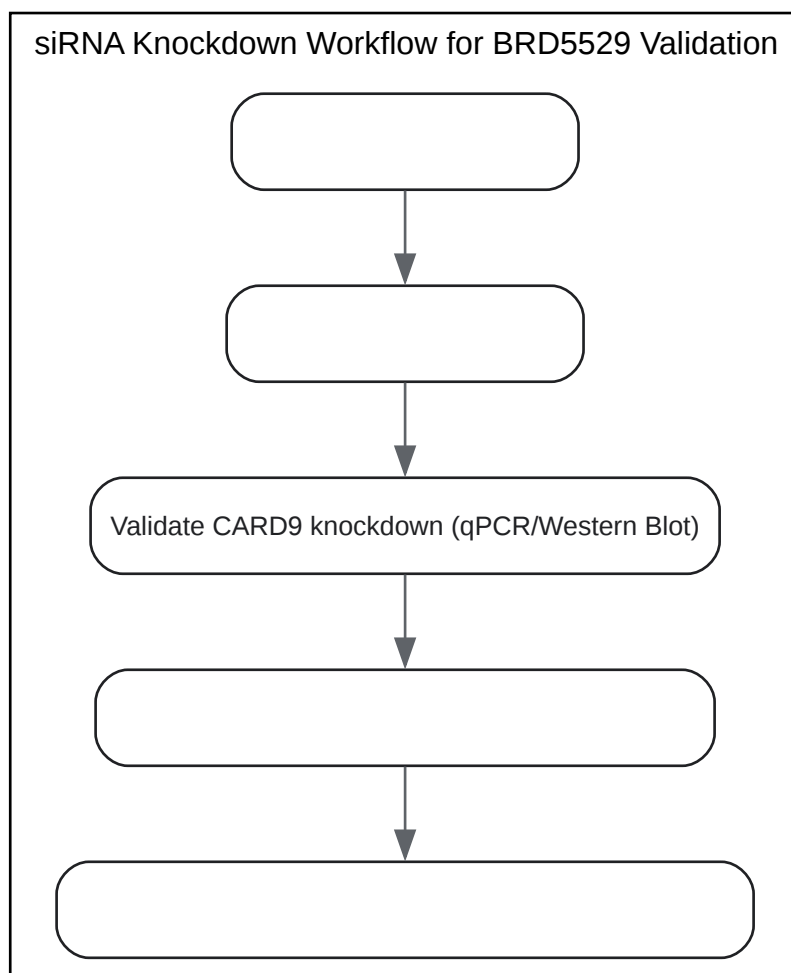 siRNA Knockdown Workflow for BRD5529 Validation
Validate CARD9 knockdown (qPCR/Western Blot)